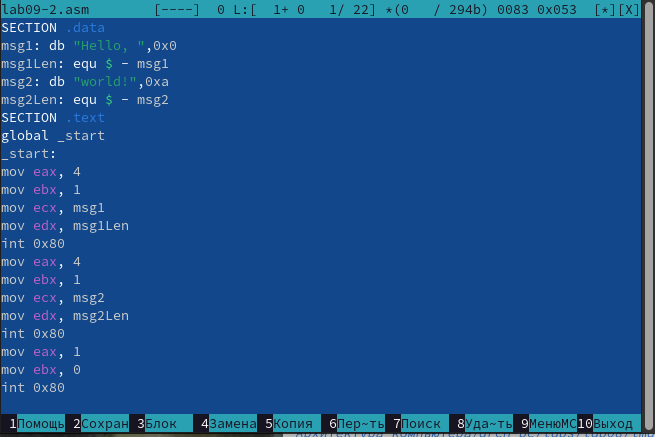 lab09-2.asm [----] 0 L:[ 1+ 0 1/ 22] *(0 / 294b) 0083 0x053 [*][X]
SECTION .data
msg1: db "Hello, ",0x0
msg1Len: equ $ - msg1
msg2: db "world!",0xa
msg2Len: equ $ - msg2
SECTION .text
global _start
_start:
mov eax, 4
mov ebx, 1
mov ecx, msg1
mov edx, msg1Len
int 0x80
mov eax, 4
mov ebx, 1
mov ecx, msg2
mov edx, msg2Len
int 0x80
mov eax, 1
mov ebx, 0
int 0x80
1Помощь 2Сохран 3Блок 4Замена 5Копия 6Пер~ть 7Поиск 8Уда~ть 9МенюMC 10Выход